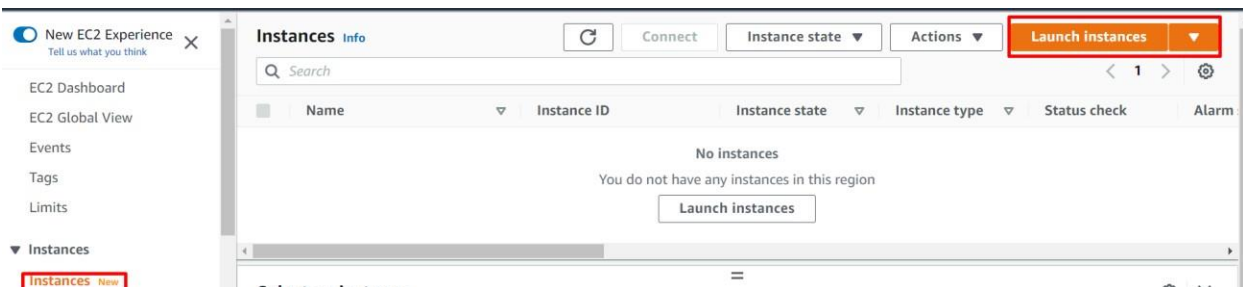 New EC2 Experience
Tell us what you think
EC2 Dashboard
EC2 Global View
Events
Tags
Limits
Instances
Instances New
Instances Info
Connect
Instance state
Actions
Launch instances
Search
1
Name
Instance ID
Instance state
Instance type
Status check
Alarm
No instances
You do not have any instances in this region
Launch instances